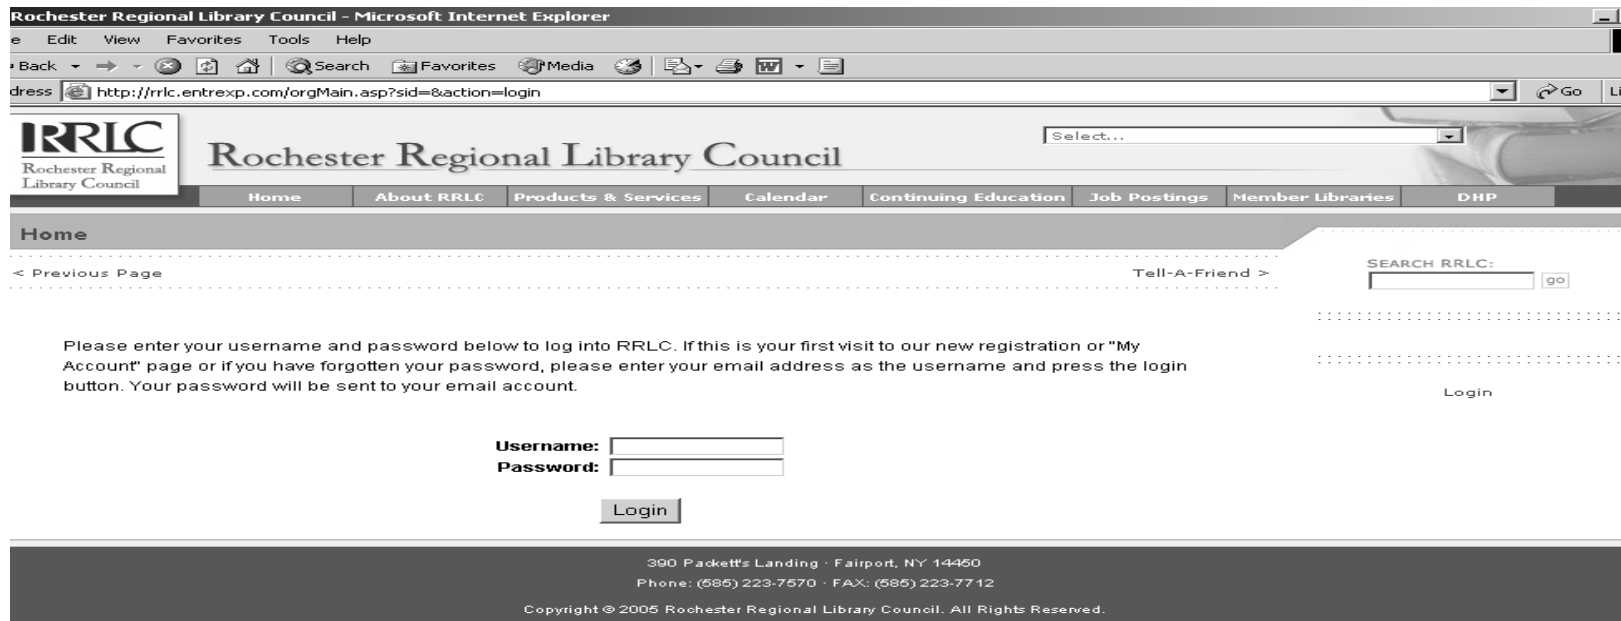 Rochester Regional Library Council - Microsoft Internet Explorer
e Edit View Favorites Tools Help
Back Search Favorites Media
dress http://rrlc.entrexp.com/orgMain.asp?sid=&action=login Go Li
RRLC
Rochester Regional
Library Council
Rochester Regional Library Council
Select...
Home About RRLC Products & Services Calendar Continuing Education Job Postings Member Libraries DHP
Home
< Previous Page Tell-A-Friend >
SEARCH RRLC:
go
Please enter your username and password below to log into RRLC. If this is your first visit to our new registration or "My
Account" page or if you have forgotten your password, please enter your email address as the username and press the login
button. Your password will be sent to your email account.
Login
Username:
Password:
Login
390 Packett's Landing · Fairport, NY 14450
Phone: (585) 223-7570 · FAX: (585) 223-7712
Copyright © 2005 Rochester Regional Library Council. All Rights Reserved.